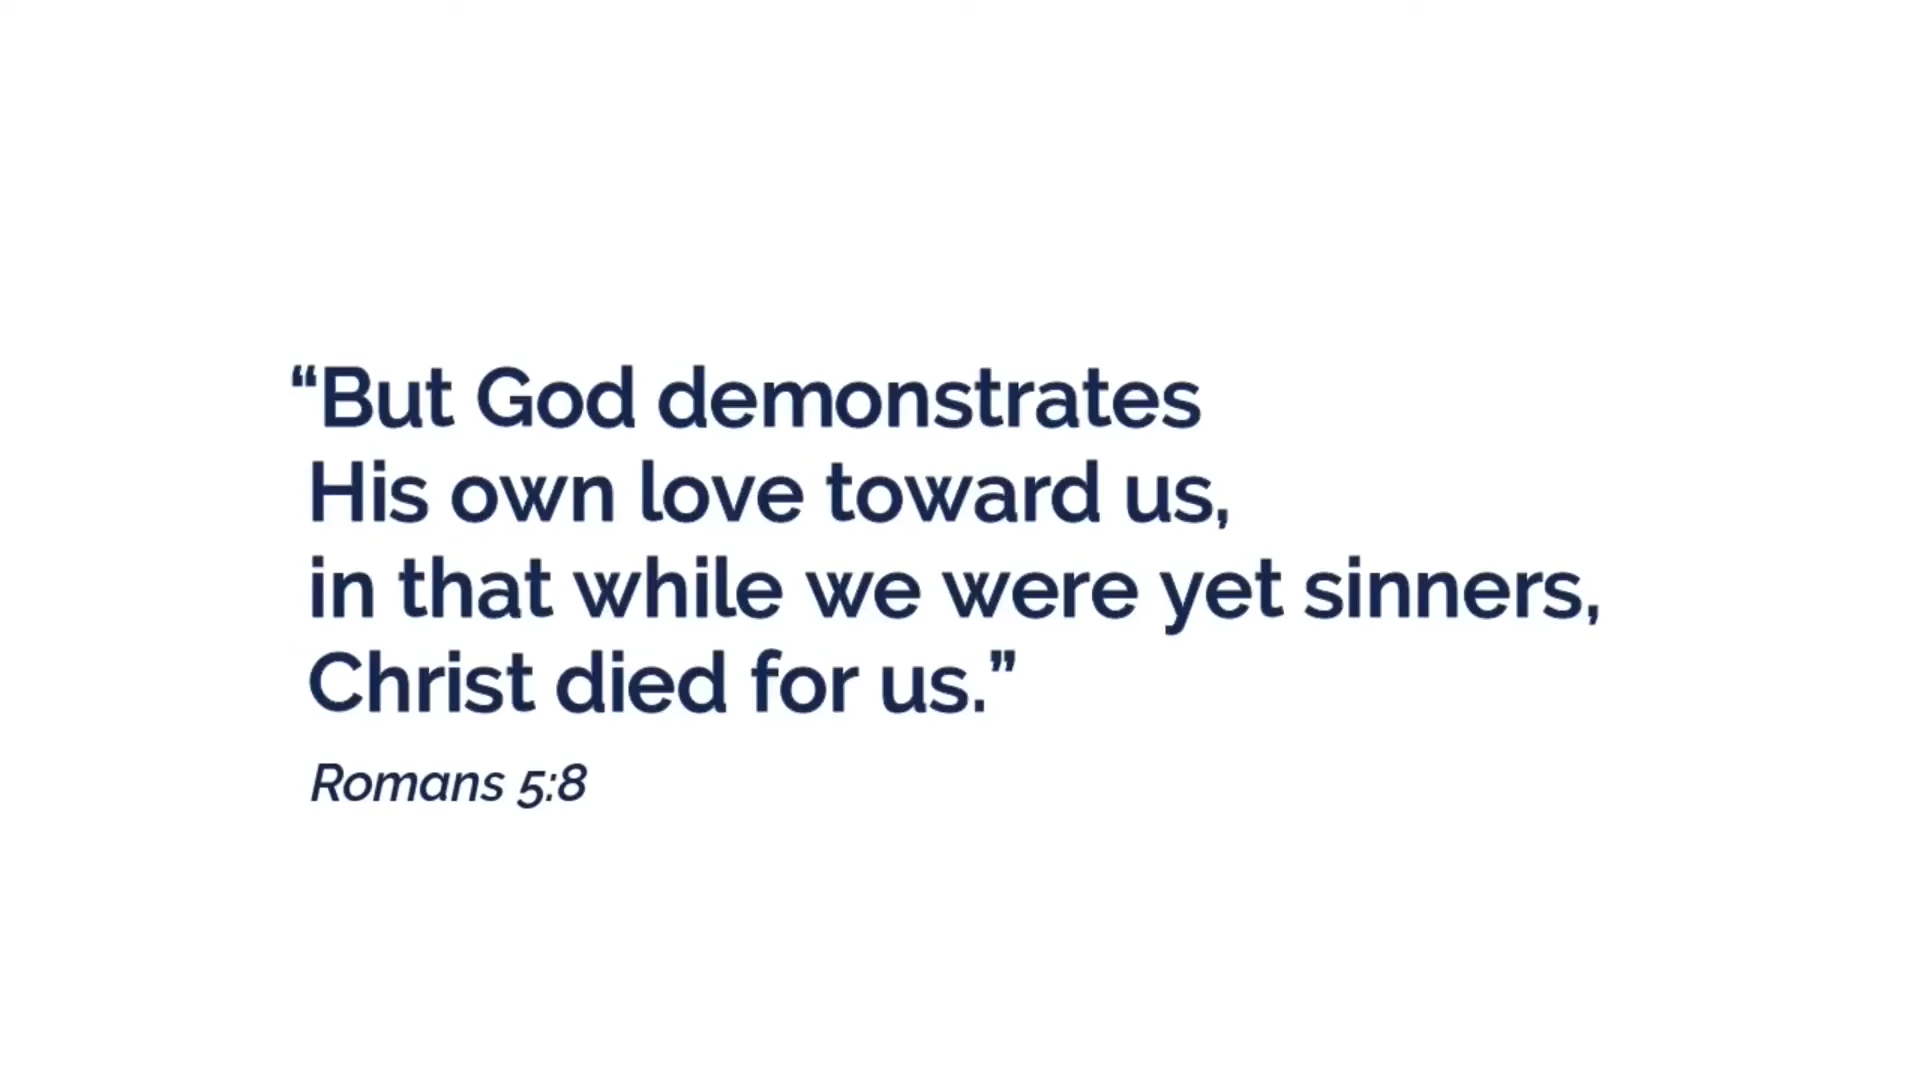 “But God demonstrates
His own love toward us,
in that while we were yet sinners,
Christ died for us.”
Romans 5:8